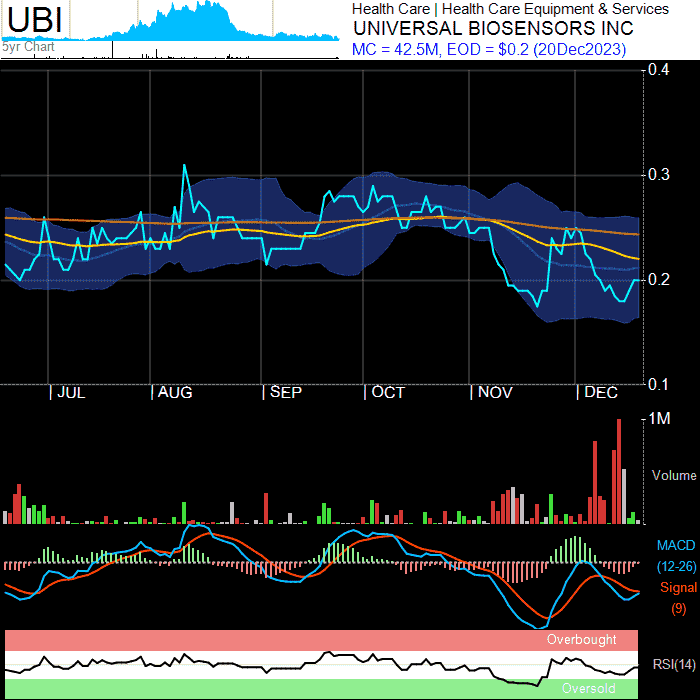 UBI
5yr Chart
Health Care | Health Care Equipment & Services
UNIVERSAL BIOSENSORS INC
MC = 42.5M, EOD = $0.2 (20Dec2023)
0.4
0.3
0.2
0.1
| JUL | AUG | SEP | OCT | NOV | DEC
1M
Volume
MACD
(12-26)
Signal
(9)
Overbought
RSI(14)
Oversold